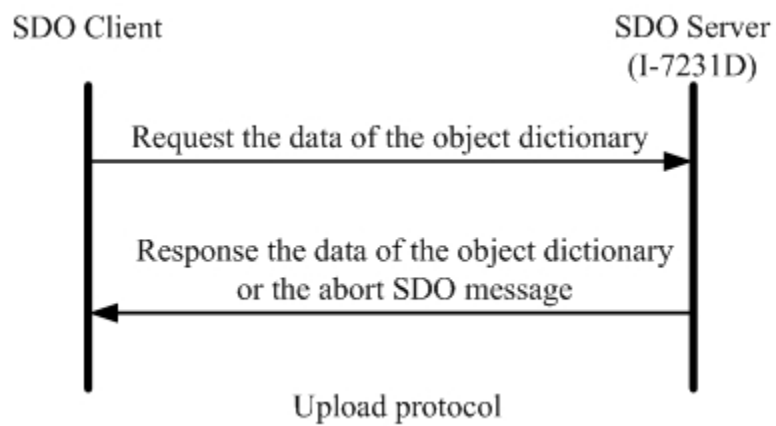 SDO Client
SDO Server
(I-7231D)
Request the data of the object dictionary
Response the data of the object dictionary
or the abort SDO message
Upload protocol